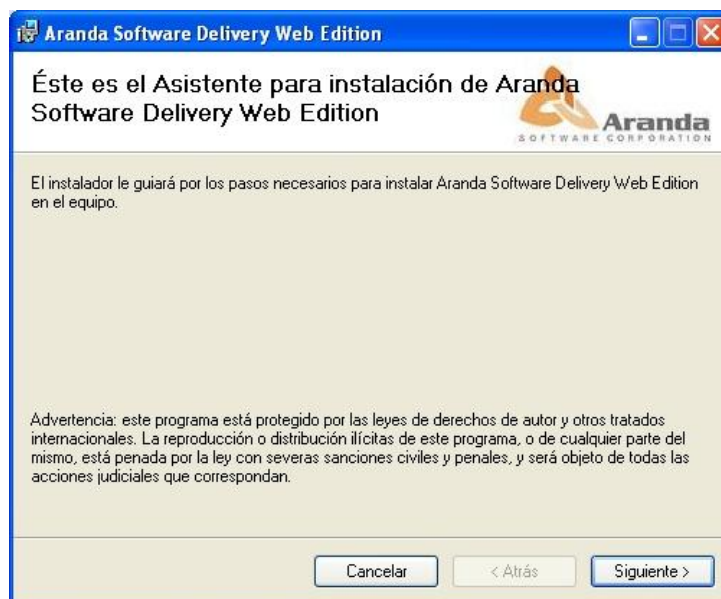 Aranda Software Delivery Web Edition
Éste es el Asistente para instalación de Aranda
Software Delivery Web Edition
Aranda
SOFTWARE CORPORATION
El instalador le guiará por los pasos necesarios para instalar Aranda Software Delivery Web Edition
en el equipo.
Advertencia: este programa está protegido por las leyes de derechos de autor y otros tratados
internacionales. La reproducción o distribución ilícitas de este programa, o de cualquier parte del
mismo, está penada por la ley con severas sanciones civiles y penales, y será objeto de todas las
acciones judiciales que correspondan.
Cancelar
< Atrás
Siguiente >